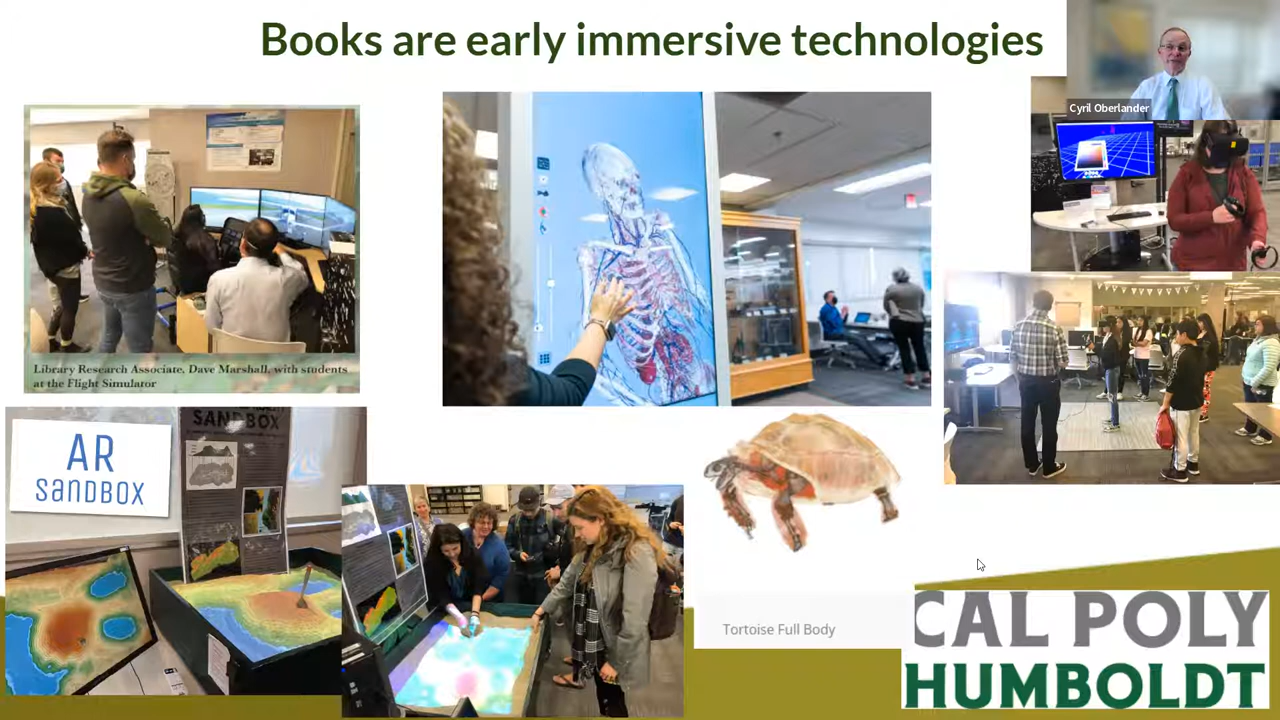 Books are early immersive technologies
Cyril Oberlander
Library Research Associate, Dave Marshall, with students
at the Flight Simulator
SANDBOX
AR
SANDBOX
Tortoise Full Body
CAL POLY
HUMBOLDT